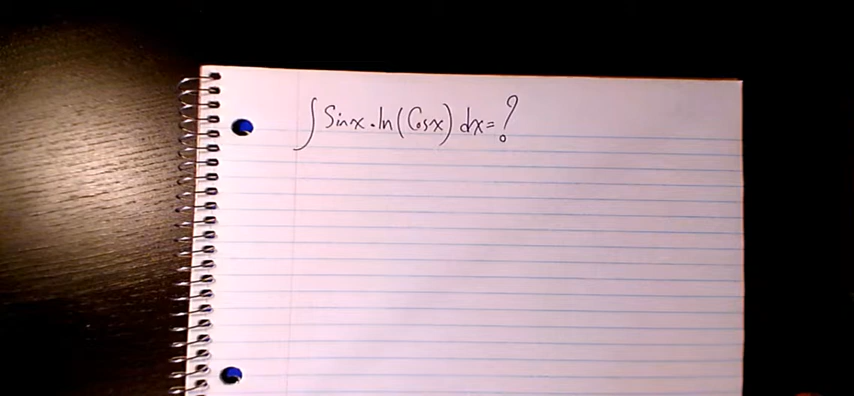 ∫ Sinx . ln(Cosx) dx = ?